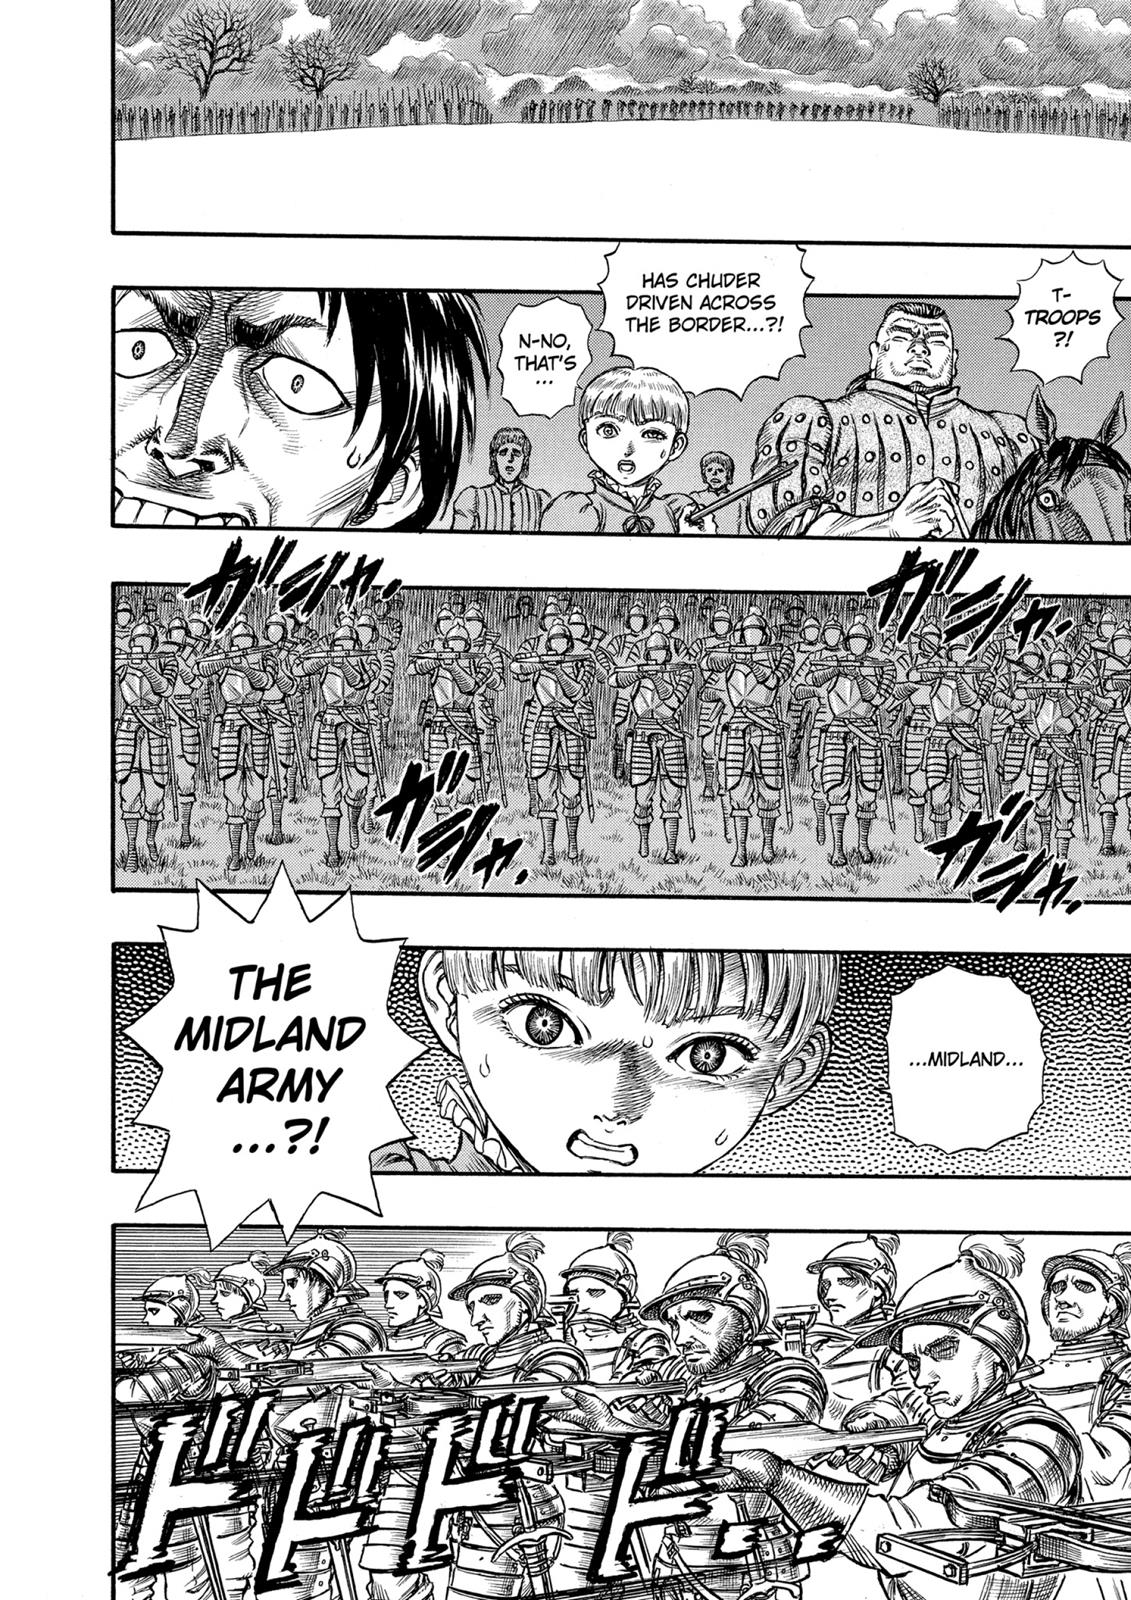 T-
TROOPS
?!
HAS CHUDER
DRIVEN ACROSS
THE BORDER...?!
N-NO,
THAT'S
...
ガシャ.
ガシャ.
ガシャ.
ガシャ.
...MIDLAND...
THE
MIDLAND
ARMY
...?!
ドドドド...